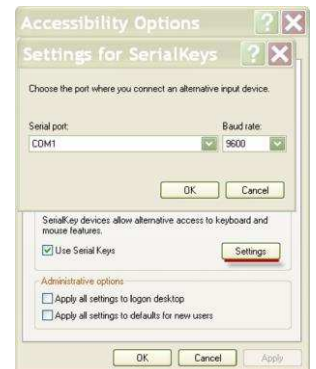 Accessibility Options
Settings for SerialKeys
Choose the port where you connect an alternative input device.
Serial port:
Baud rate:
COM1
9600
OK
Cancel
SerialKey devices allow alternative access to keyboard and
mouse features.
Use Serial Keys
Settings
Administrative options
Apply all settings to logon desktop
Apply all settings to defaults for new users
OK
Cancel
Apply